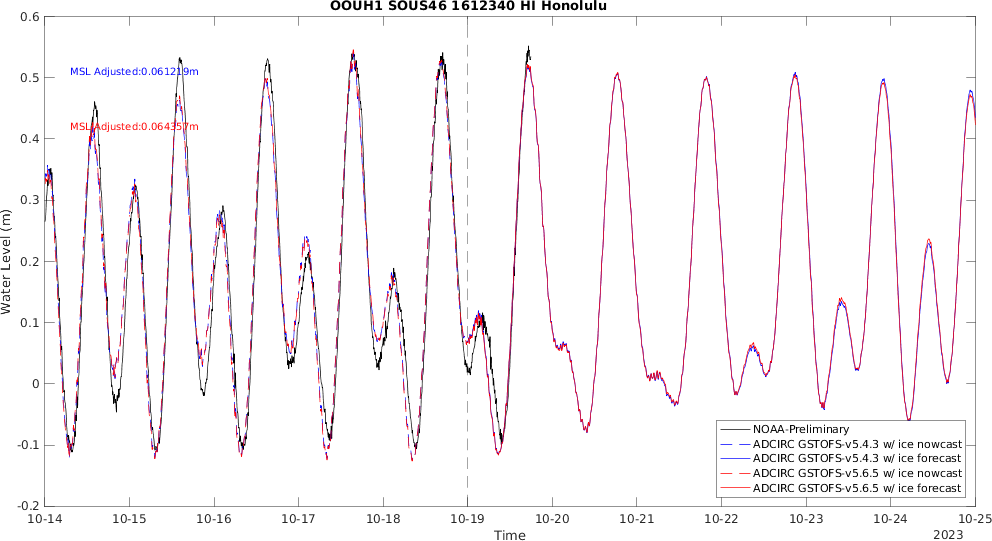 OOUH1 SOUS46 1612340 HI Honolulu
0.6
0.5
0.4
0.3
0.2
0.1
0
-0.1
-0.2
Water Level (m)
MSL Adjusted:0.061219m
MSL Adjusted:0.064357m
NOAA-Preliminary
ADCIRC GSTOFS-v5.4.3 w/ ice nowcast
ADCIRC GSTOFS-v5.4.3 w/ ice forecast
ADCIRC GSTOFS-v5.6.5 w/ ice nowcast
ADCIRC GSTOFS-v5.6.5 w/ ice forecast
10-14 10-15 10-16 10-17 10-18 10-19 10-20 10-21 10-22 10-23 10-24 10-25
Time
2023